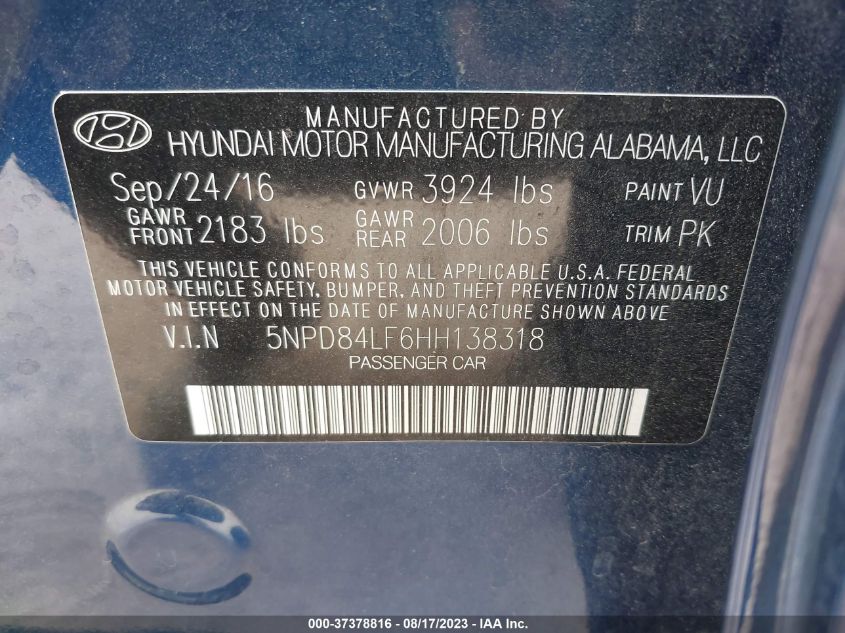 MANUFACTURED BY
HYUNDAI MOTOR MANUFACTURING ALABAMA, LLC
Sep/24/16 GVWR 3924 lbs PAINT VU
GAWR FRONT 2183 lbs GAWR REAR 2006 lbs TRIM PK
THIS VEHICLE CONFORMS TO ALL APPLICABLE U.S.A. FEDERAL
MOTOR VEHICLE SAFETY, BUMPER, AND THEFT PREVENTION STANDARDS
IN EFFECT ON THE DATE OF MANUFACTURE SHOWN ABOVE.
V.I.N 5NPD84LF6HH138318
PASSENGER CAR
000-37378816 - 08/17/2023 - IAA Inc.